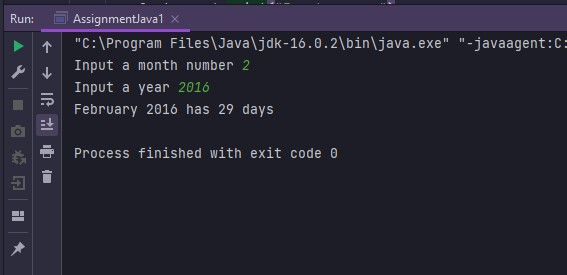 Run: AssignmentJava1
"C:\Program Files\Java\jdk-16.0.2\bin\java.exe" "-javaagent:C:
Input a month number 2
Input a year 2016
February 2016 has 29 days
Process finished with exit code 0